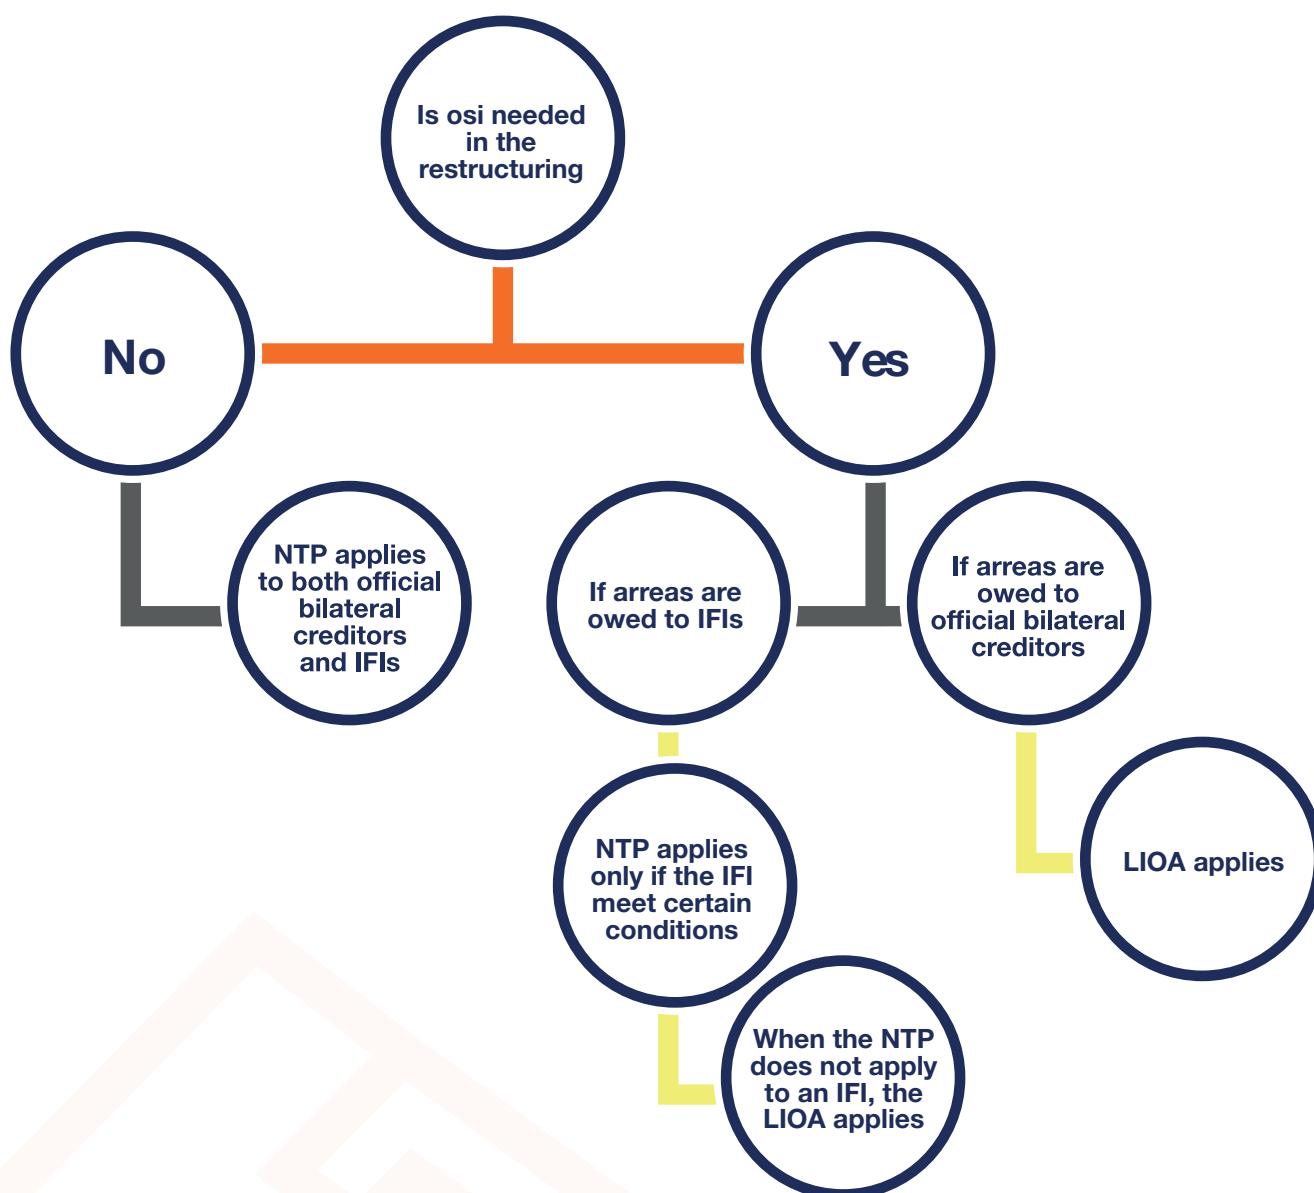 Is osi needed
in the
restructuring
No
Yes
NTP applies
to both official
bilateral
creditors
and IFIs
If arreas are
owed to IFIs
If arreas are
owed to
official bilateral
creditors
NTP applies
only if the IFI
meet certain
conditions
LIOA applies
When the NTP
does not apply
to an IFI, the
LIOA applies